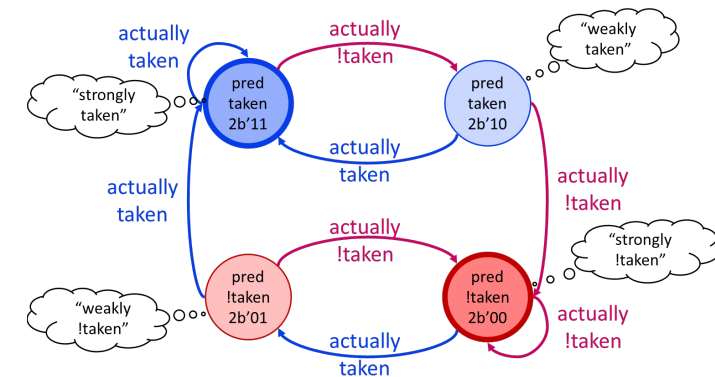 actually
taken
actually
!taken
“weakly
taken”
“strongly
taken”
pred
taken
2b’11
pred
taken
2b’10
actually
taken
actually
taken
actually
!taken
actually
!taken
“strongly
!taken”
“weakly
!taken”
pred
!taken
2b’01
pred
!taken
2b’00
actually
taken
actually
!taken